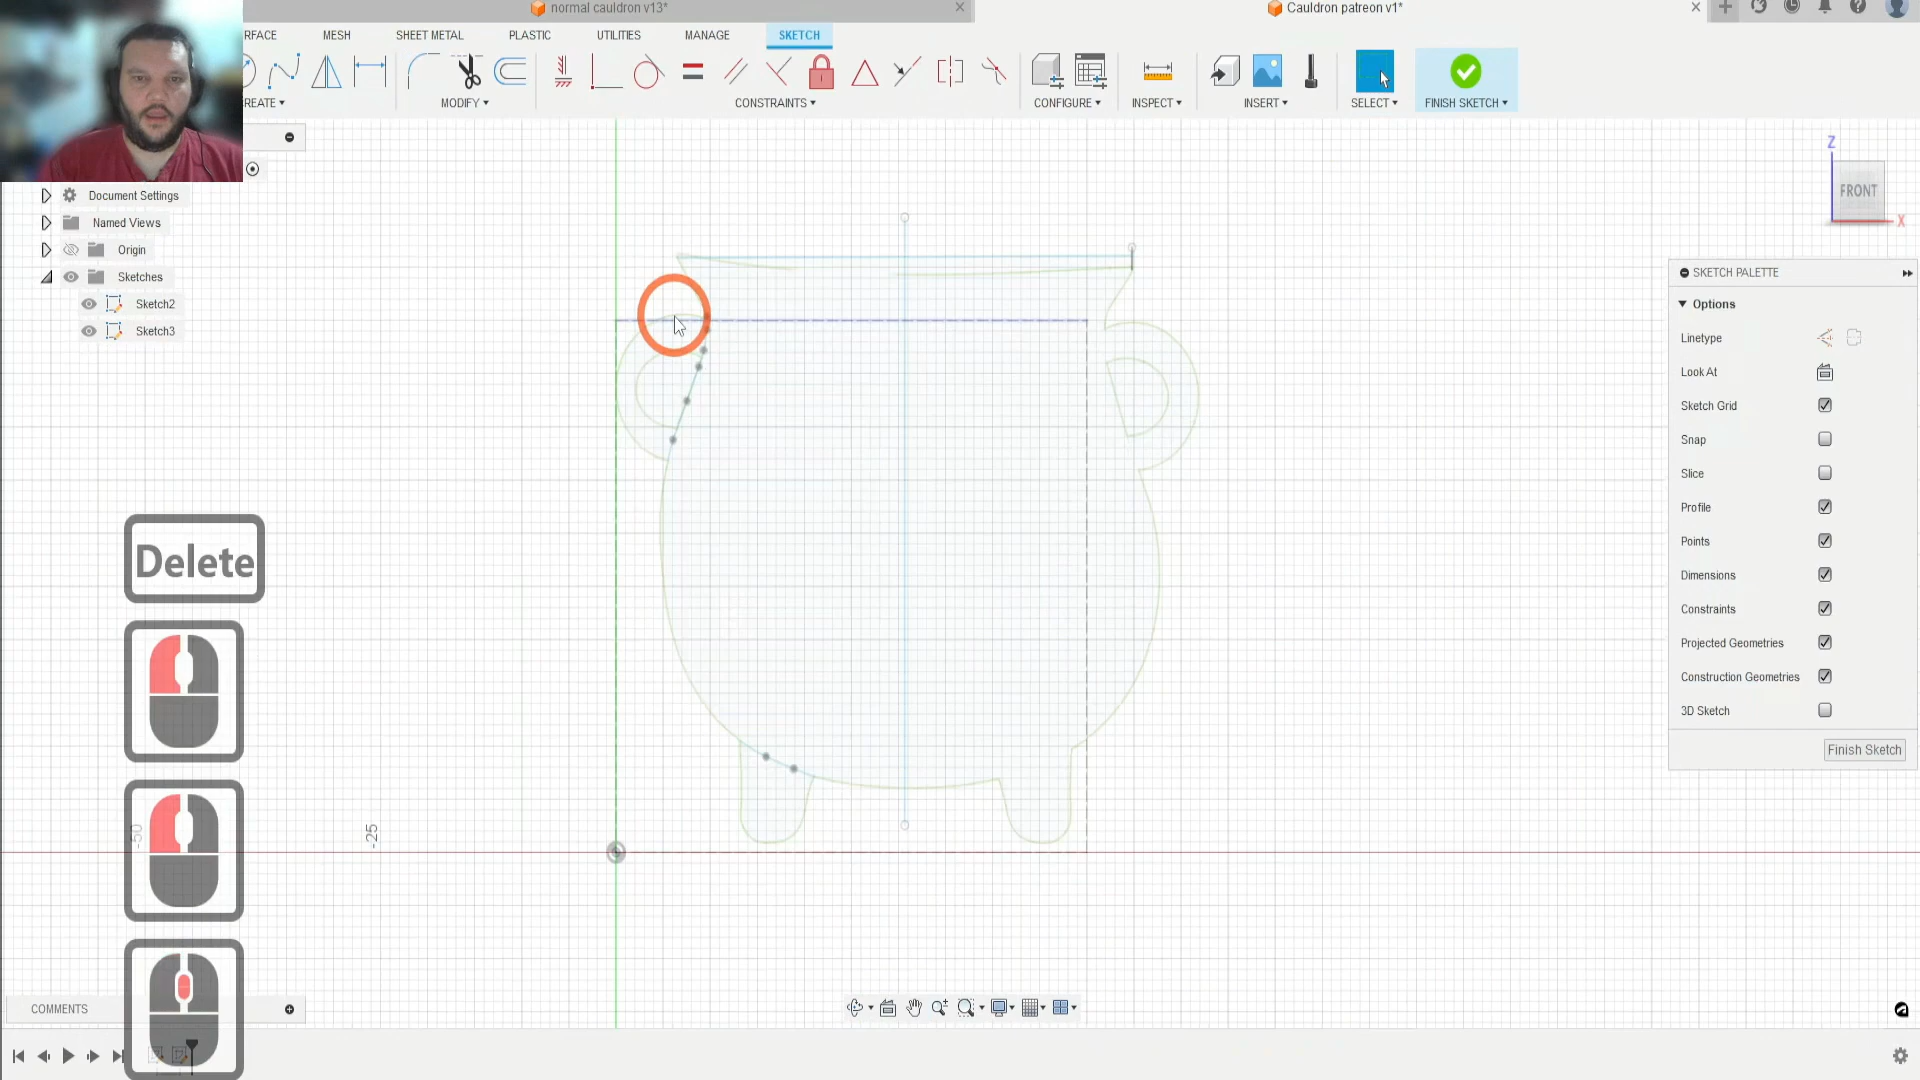 normal cauldron v13*
Cauldron patreon v1*
RFACE
MESH
SHEET METAL
PLASTIC
UTILITIES
MANAGE
SKETCH
REATE
MODIFY
CONSTRAINTS
CONFIGURE
INSPECT
INSERT
SELECT
FINISH SKETCH
Document Settings
Named Views
Origin
Sketches
Sketch2
Sketch3
Z
FRONT
X
SKETCH PALETTE
Options
Linetype
Look At
Sketch Grid
Snap
Slice
Profile
Points
Dimensions
Constraints
Projected Geometries
Construction Geometries
3D Sketch
Finish Sketch
Delete
-50
-25
COMMENTS